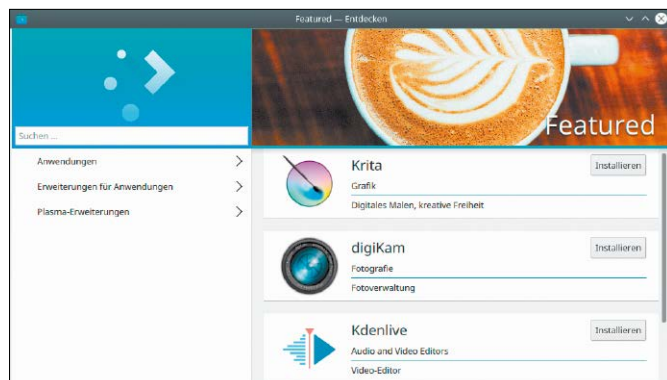 Featured — Entdecken
Suchen ...
Featured
Anwendungen
Erweiterungen für Anwendungen
Plasma-Erweiterungen
Krita
Installieren
Grafik
Digitales Malen, kreative Freiheit
digiKam
Installieren
Fotografie
Fotoverwaltung
Kdenlive
Installieren
Audio and Video Editors
Video-Editor